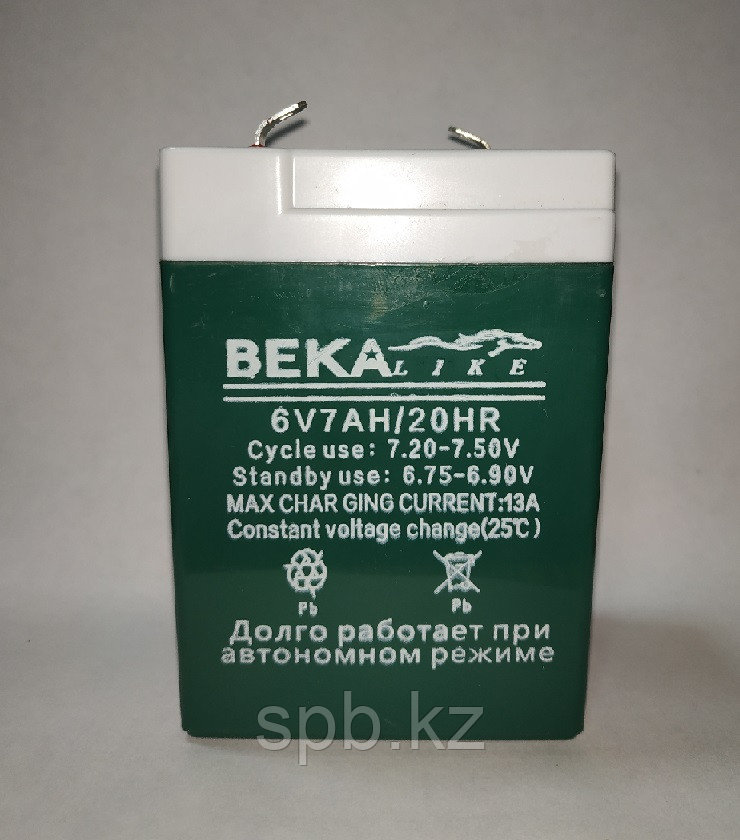 BEKA LIKE
6V7AH/20HR
Cycle use: 7.20-7.50V
Standby use: 6.75-6.90V
MAX CHAR GING CURRENT:13A
Constant voltage change(25℃)
Pb Pb
Долго работает при
автономном режиме
spb.kz